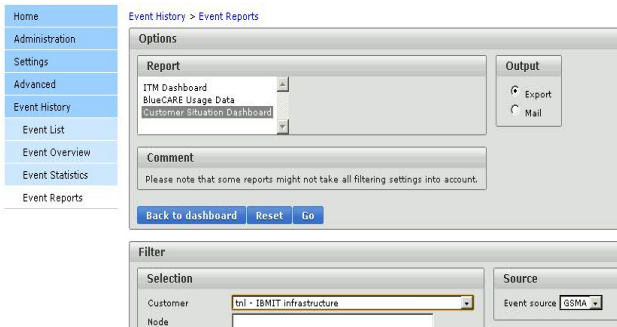 Home
Administration
Settings
Advanced
Event History
Event List
Event Overview
Event Statistics
Event Reports
Event History > Event Reports
Options
Report
ITM Dashboard
BlueCARE Usage Data
Customer Situation Dashboard
Output
Export
Mail
Comment
Please note that some reports might not take all filtering settings into account.
Back to dashboard
Reset
Go
Filter
Selection
Customer
tnl - IBMIT infrastructure
Node
Source
Event source GSMA